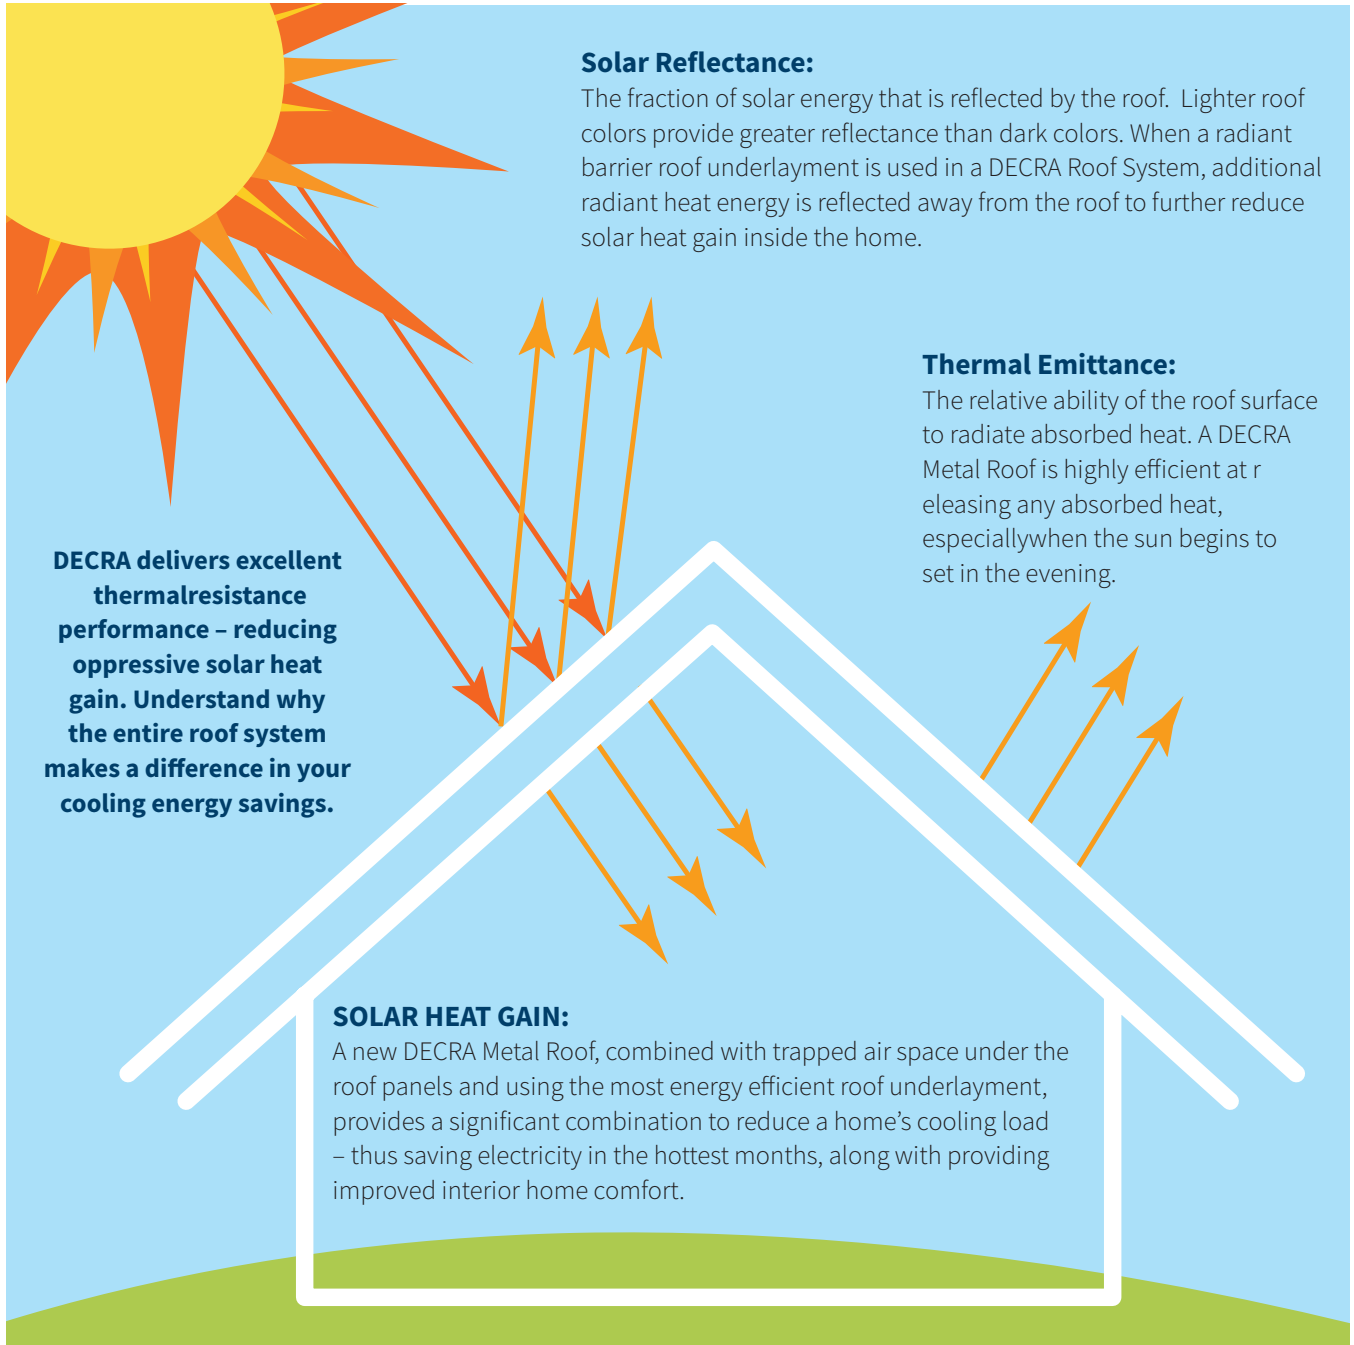 Solar Reflectance:
The fraction of solar energy that is reflected by the roof.  Lighter roof
colors provide greater reflectance than dark colors. When a radiant
barrier roof underlayment is used in a DECRA Roof System, additional
radiant heat energy is reflected away from the roof to further reduce
solar heat gain inside the home.
Thermal Emittance:
The relative ability of the roof surface
to radiate absorbed heat. A DECRA
Metal Roof is highly efficient at r
eleasing any absorbed heat,
especiallywhen the sun begins to
set in the evening.
DECRA delivers excellent
thermalresistance
performance – reducing
oppressive solar heat
gain. Understand why
the entire roof system
makes a difference in your
cooling energy savings.
SOLAR HEAT GAIN:
A new DECRA Metal Roof, combined with trapped air space under the
roof panels and using the most energy efficient roof underlayment,
provides a significant combination to reduce a home’s cooling load
– thus saving electricity in the hottest months, along with providing
improved interior home comfort.